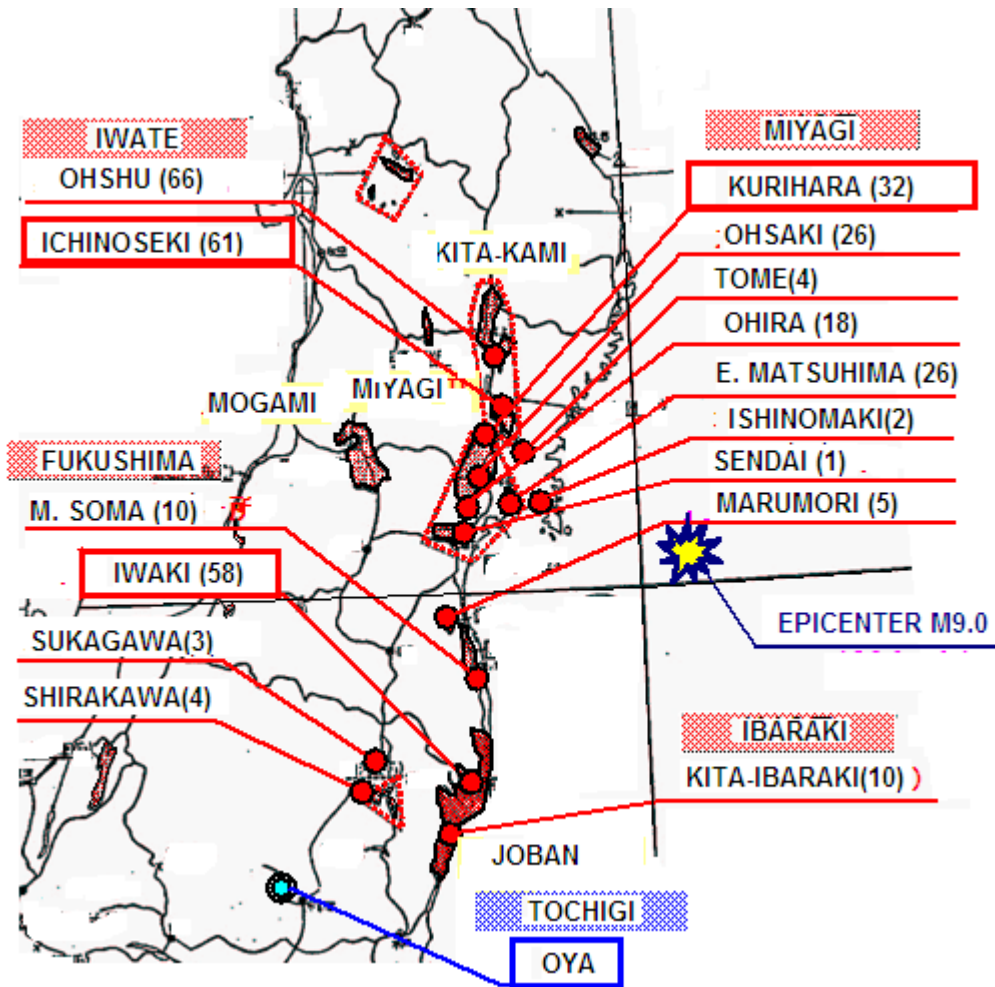 IWATE
OHSHU (66)
ICHINOSEKI (61)
MIYAGI
KURIHARA (32)
OHSAKI (26)
TOME(4)
OHIRA (18)
E. MATSUHIMA (26)
ISHINOMAKI(2)
SENDAI (1)
MARUMORI (5)
KITA-KAMI
MIYAGI
MOGAMI
FUKUSHIMA
M. SOMA (10)
IWAKI (58)
SUKAGAWA(3)
SHIRAKAWA(4)
EPICENTER M9.0
IBARAKI
KITA-IBARAKI(10) )
JOBAN
TOCHIGI
OYA